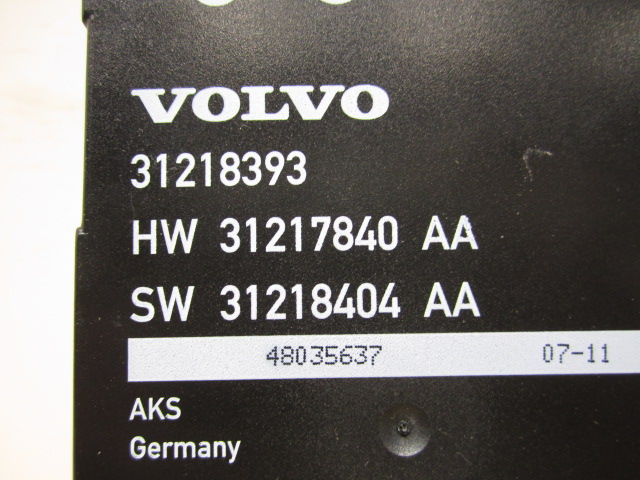 VOLVO
31218393
HW 31217840 AA
SW 31218404 AA
48035637 07-11
AKS
Germany